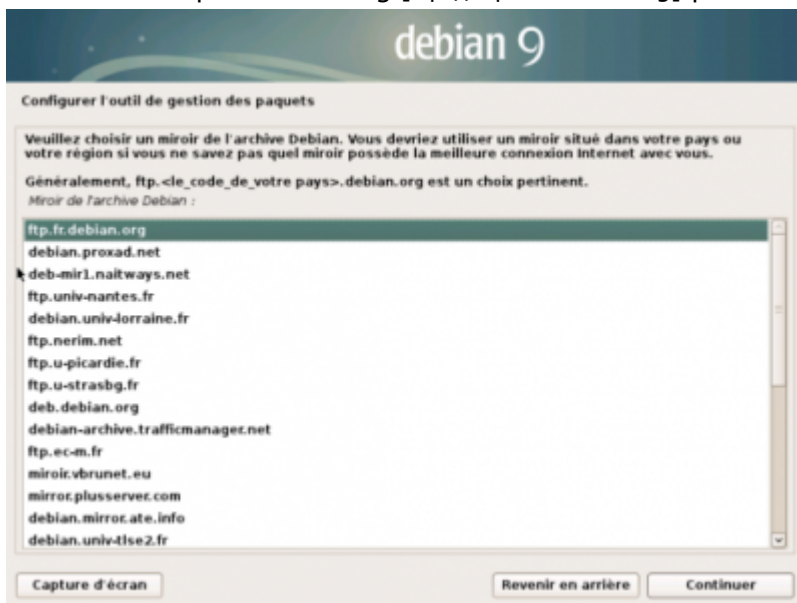 debian 9
Configurer l'outil de gestion des paquets
Veuillez choisir un miroir de l'archive Debian. Vous devriez utiliser un miroir situé dans votre pays ou
votre région si vous ne savez pas quel miroir possède la meilleure connexion Internet avec vous.
Généralement, ftp.<le_code_de_votre pays>.debian.org est un choix pertinent.
Miroir de l'archive Debian :
ftp.fr.debian.org
debian.proxad.net
deb-mir1.naitways.net
ftp.univ-nantes.fr
debian.univ-lorraine.fr
ftp.nerim.net
ftp.u-picardie.fr
ftp.u-strasbg.fr
deb.debian.org
debian-archive.trafficmanager.net
ftp.ec-m.fr
miroir.vbrunet.eu
mirror.plusserver.com
debian.mirror.ate.info
debian.univ-tlse2.fr
Capture d'écran
Revenir en arrière
Continuer